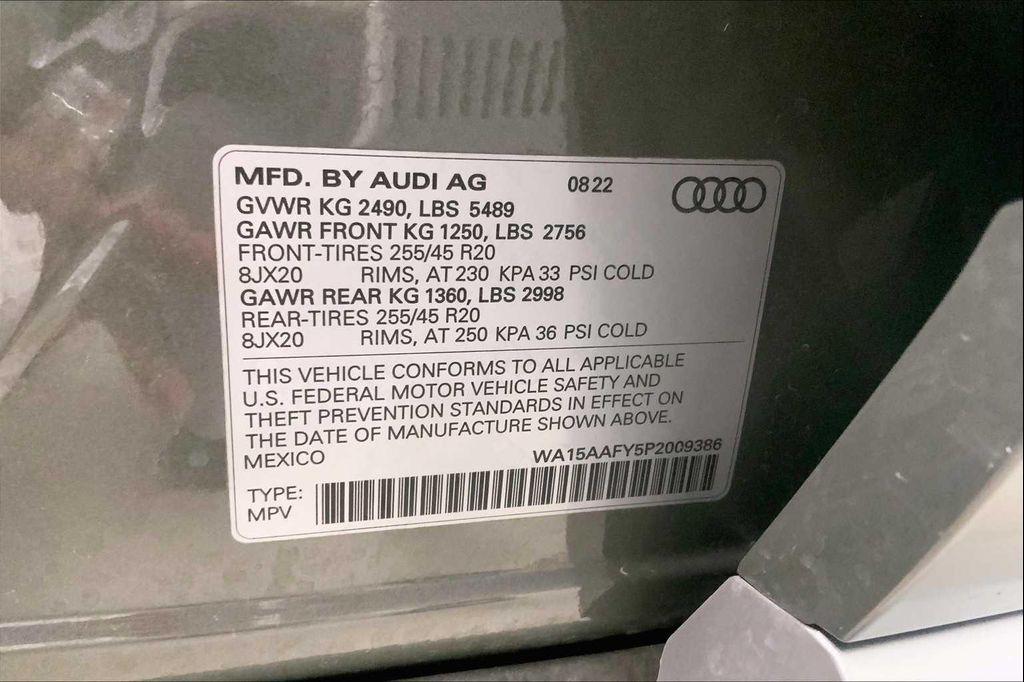 MFD. BY AUDI AG 08 22
GVWR KG 2490, LBS 5489
GAWR FRONT KG 1250, LBS 2756
FRONT-TIRES 255/45 R20
8JX20 RIMS, AT 230 KPA 33 PSI COLD
GAWR REAR KG 1360, LBS 2998
REAR-TIRES 255/45 R20
8JX20 RIMS, AT 250 KPA 36 PSI COLD
THIS VEHICLE CONFORMS TO ALL APPLICABLE
U.S. FEDERAL MOTOR VEHICLE SAFETY AND
THEFT PREVENTION STANDARDS IN EFFECT ON
THE DATE OF MANUFACTURE SHOWN ABOVE.
MEXICO WA15AAFY5P2009386
TYPE:
MPV